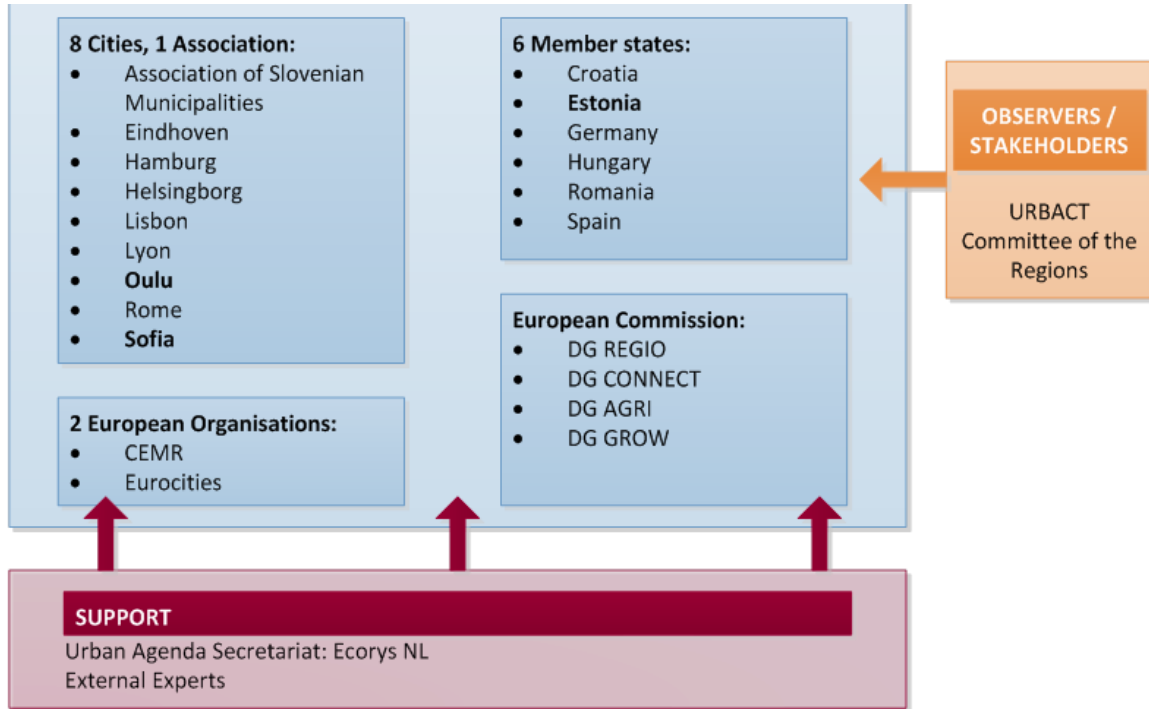 8 Cities, 1 Association:
• Association of Slovenian
Municipalities
• Eindhoven
• Hamburg
• Helsingborg
• Lisbon
• Lyon
• Oulu
• Rome
• Sofia
2 European Organisations:
• CEMR
• Eurocities
6 Member states:
• Croatia
• Estonia
• Germany
• Hungary
• Romania
• Spain
European Commission:
• DG REGIO
• DG CONNECT
• DG AGRI
• DG GROW
OBSERVERS /
STAKEHOLDERS
URBACT
Committee of the
Regions
SUPPORT
Urban Agenda Secretariat: Ecorys NL
External Experts